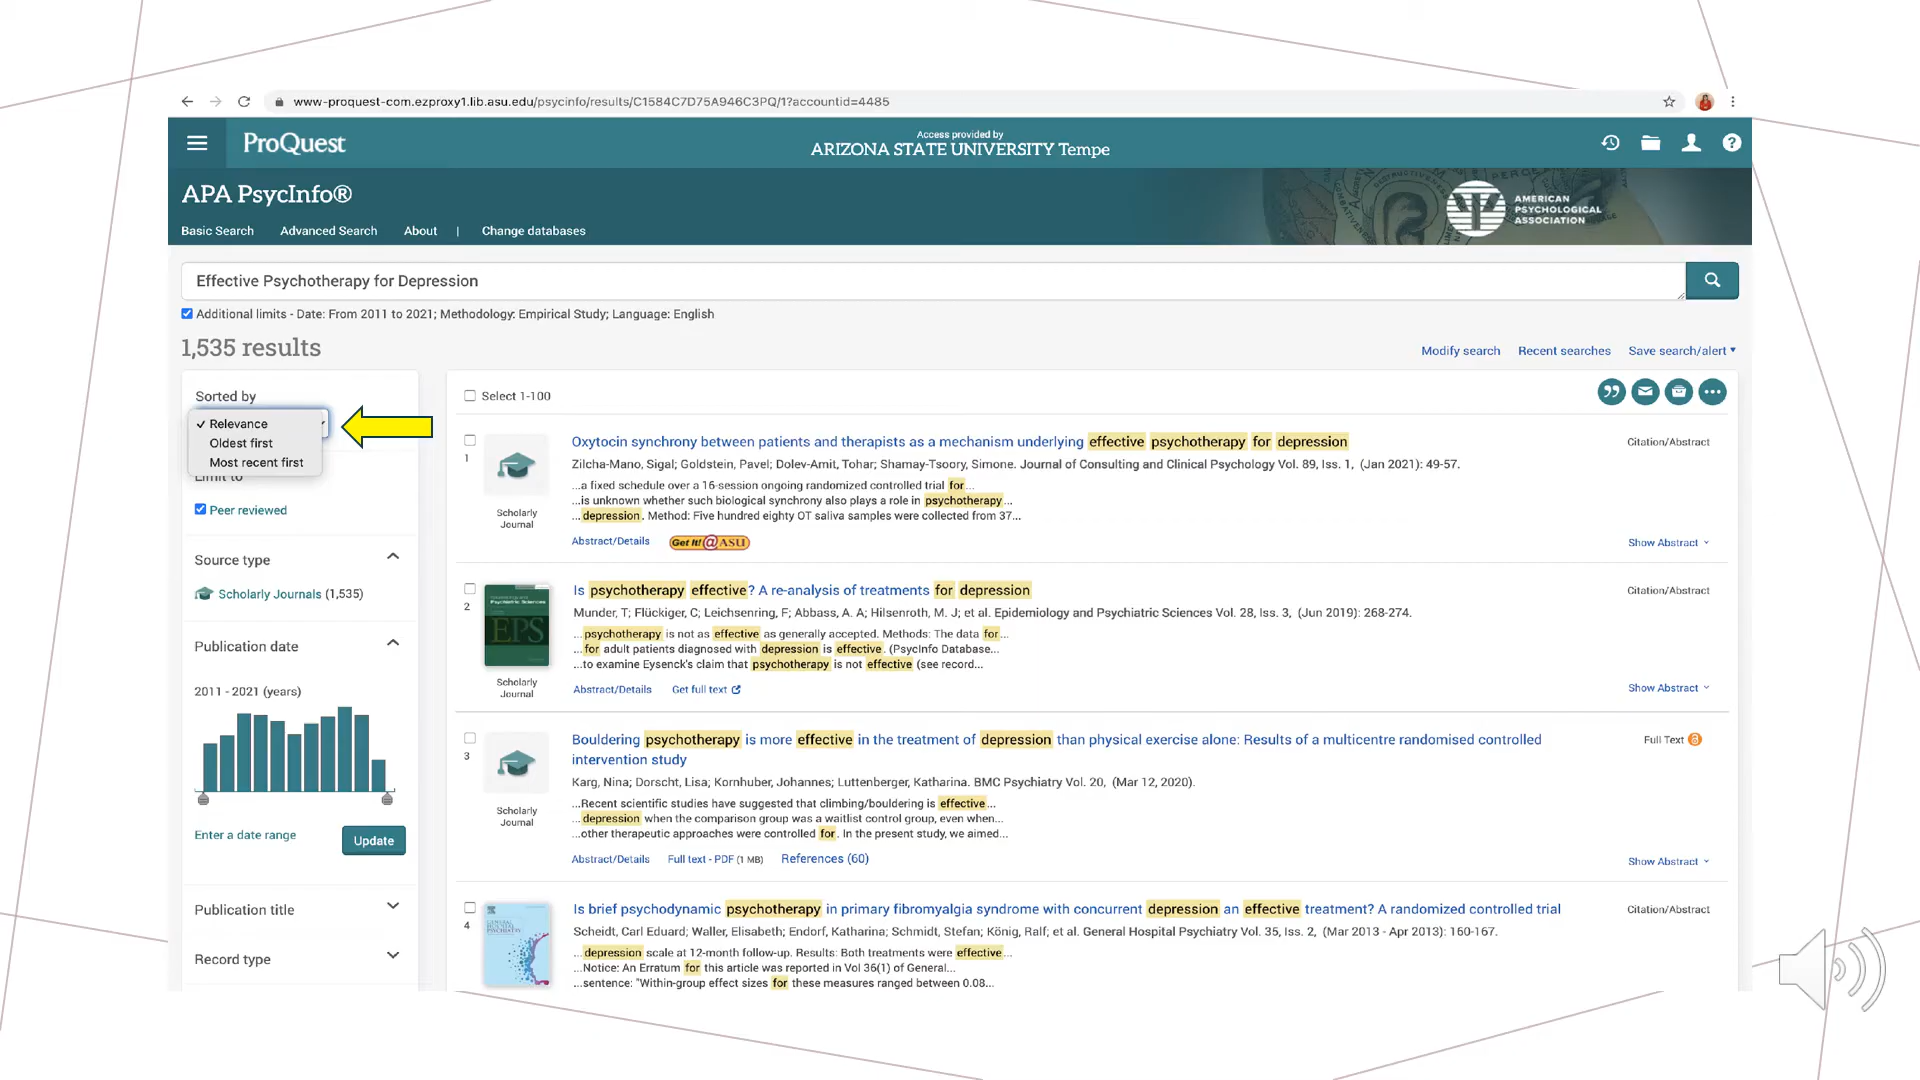 www-proquest-com.ezproxy1.lib.asu.edu/psycinfo/results/C1584C7D75A946C3PQ/1?accountid=4485
ProQuest
Access provided by
ARIZONA STATE UNIVERSITY Tempe
?
APA PsycInfo®
AMERICAN
PSYCHOLOGICAL
ASSOCIATION
Basic Search Advanced Search About | Change databases
Effective Psychotherapy for Depression
Additional limits - Date: From 2011 to 2021; Methodology: Empirical Study; Language: English
1,535 results
Modify search Recent searches Save search/alert
Sorted by
Relevance
Oldest first
Most recent first
Limit to
Peer reviewed
Source type
Scholarly Journals (1,535)
Publication date
2011 - 2021 (years)
Enter a date range
Update
Publication title
Record type
Select 1-100
1
Scholarly
Journal
Oxytocin synchrony between patients and therapists as a mechanism underlying effective psychotherapy for depression
Citation/Abstract
Zilcha-Mano, Sigal; Goldstein, Pavel; Dolev-Amit, Tohar; Shamay-Tsoory, Simone. Journal of Consulting and Clinical Psychology Vol. 89, Iss. 1, (Jan 2021): 49-57.
...a fixed schedule over a 16-session ongoing randomized controlled trial for...
...is unknown whether such biological synchrony also plays a role in psychotherapy...
...depression. Method: Five hundred eighty OT saliva samples were collected from 37...
Abstract/Details Get It!@ASU
Show Abstract
2
EPS
Scholarly
Journal
Is psychotherapy effective? A re-analysis of treatments for depression
Citation/Abstract
Munder, T; Flückiger, C; Leichsenring, F; Abbass, A. A; Hilsenroth, M. J; et al. Epidemiology and Psychiatric Sciences Vol. 28, Iss. 3, (Jun 2019): 268-274.
...psychotherapy is not as effective as generally accepted. Methods: The data for...
...for adult patients diagnosed with depression is effective. (PsycInfo Database...
...to examine Eysenck's claim that psychotherapy is not effective (see record...
Abstract/Details Get full text
Show Abstract
3
Scholarly
Journal
Bouldering psychotherapy is more effective in the treatment of depression than physical exercise alone: Results of a multicentre randomised controlled
intervention study
Full Text
Karg, Nina; Dorscht, Lisa; Kornhuber, Johannes; Luttenberger, Katharina. BMC Psychiatry Vol. 20, (Mar 12, 2020).
...Recent scientific studies have suggested that climbing/bouldering is effective...
...depression when the comparison group was a waitlist control group, even when...
...other therapeutic approaches were controlled for. In the present study, we aimed...
Abstract/Details Full text - PDF (1 MB) References (60)
Show Abstract
4
Is brief psychodynamic psychotherapy in primary fibromyalgia syndrome with concurrent depression an effective treatment? A randomized controlled trial
Citation/Abstract
Scheidt, Carl Eduard; Waller, Elisabeth; Endorf, Katharina; Schmidt, Stefan; König, Ralf; et al. General Hospital Psychiatry Vol. 35, Iss. 2, (Mar 2013 - Apr 2013): 160-167.
...depression scale at 12-month follow-up. Results: Both treatments were effective...
...Notice: An Erratum for this article was reported in Vol 36(1) of General...
...sentence: "Within-group effect sizes for these measures ranged between 0.08...